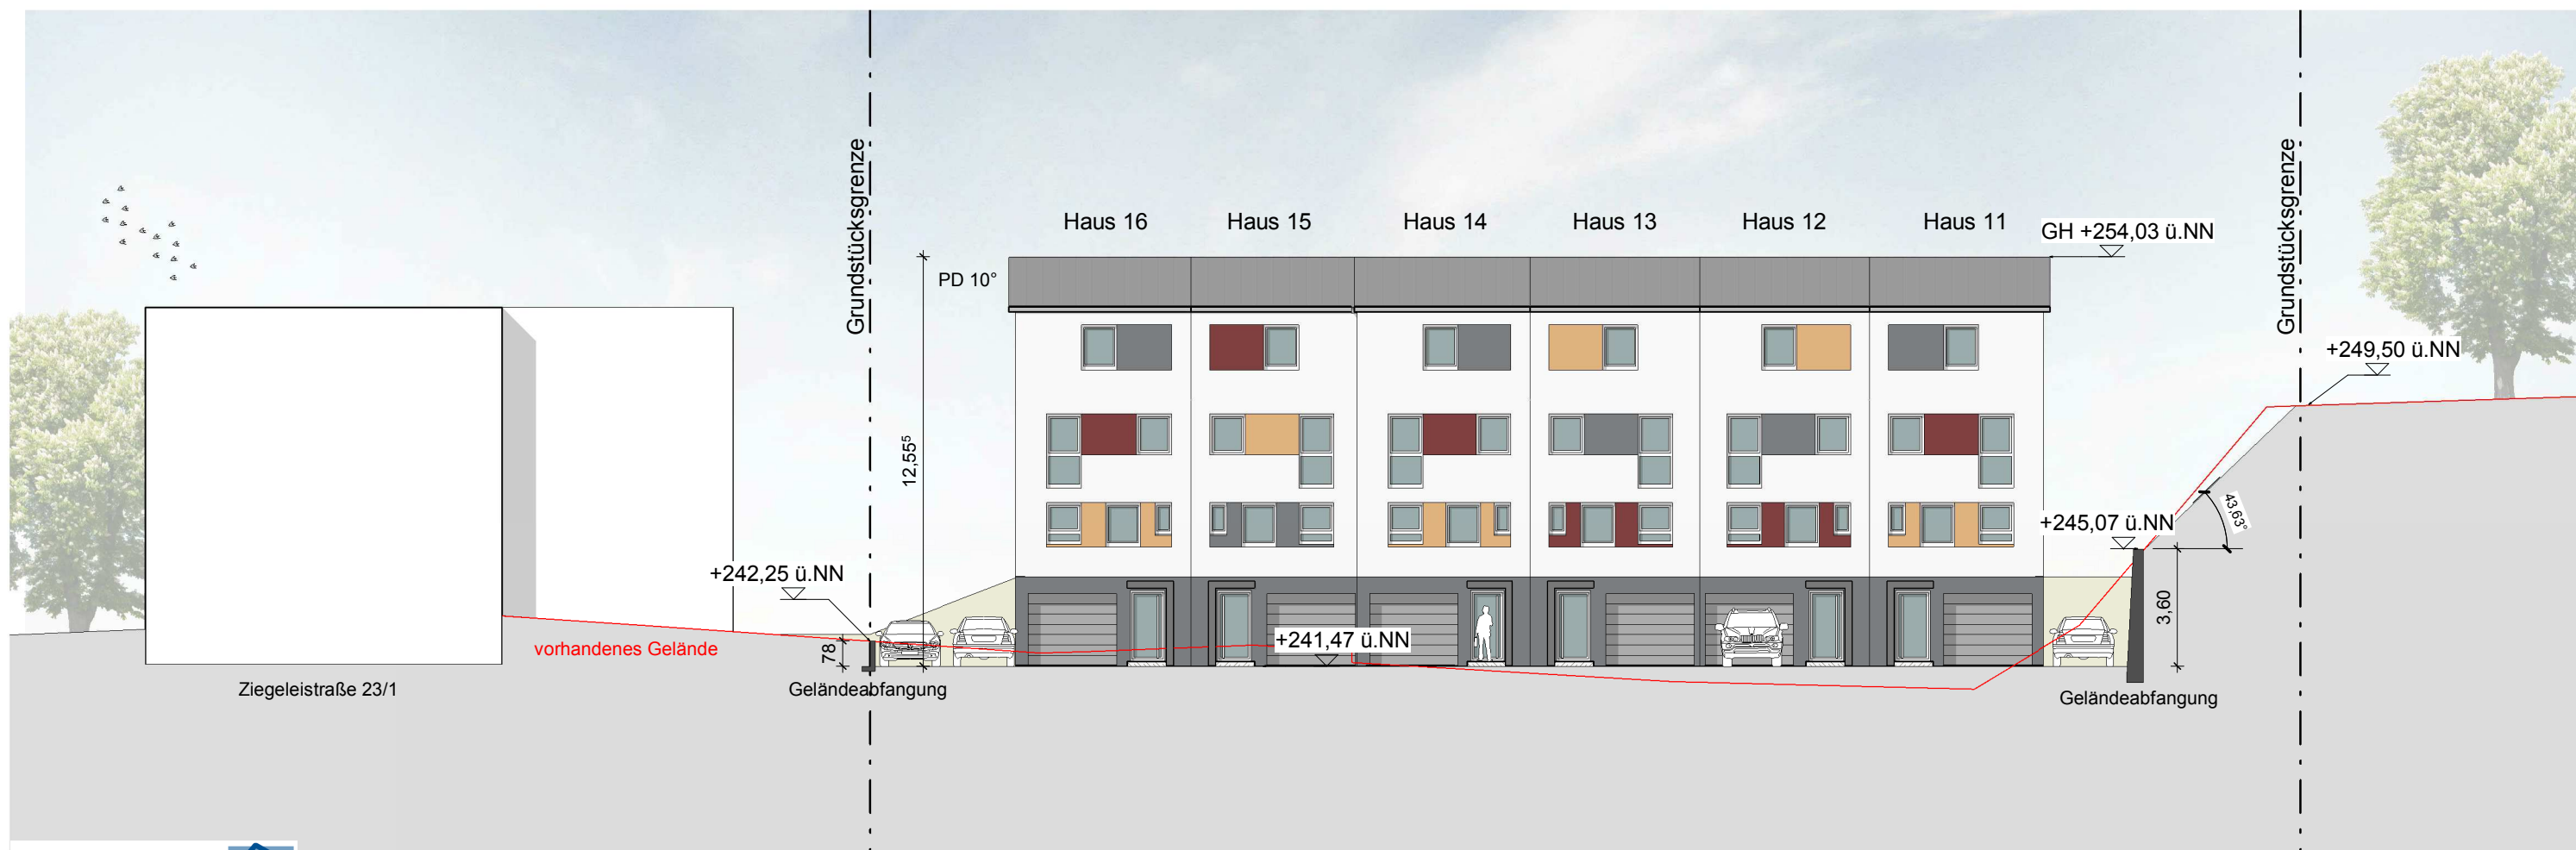 Grundstücksgrenze
Grundstücksgrenze
Haus 16
Haus 15
Haus 14
Haus 13
Haus 12
Haus 11
GH +254,03 ü.NN
PD 10°
+249,50 ü.NN
12,55⁵
43,63°
+245,07 ü.NN
+242,25 ü.NN
3,60
+241,47 ü.NN
vorhandenes Gelände
78
Ziegeleistraße 23/1
Geländeabfangung
Geländeabfangung